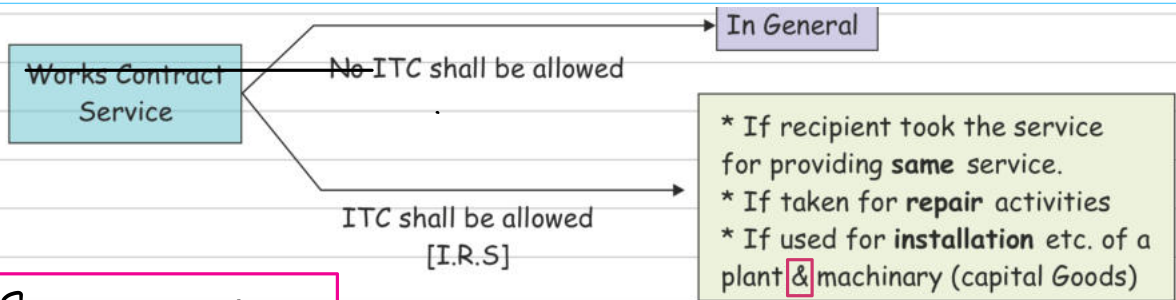 In General
Works Contract
Service
No ITC shall be allowed
ITC shall be allowed
[I.R.S]
* If recipient took the service
for providing same service.
* If taken for repair activities
* If used for installation etc. of a
plant & machinary (capital Goods)